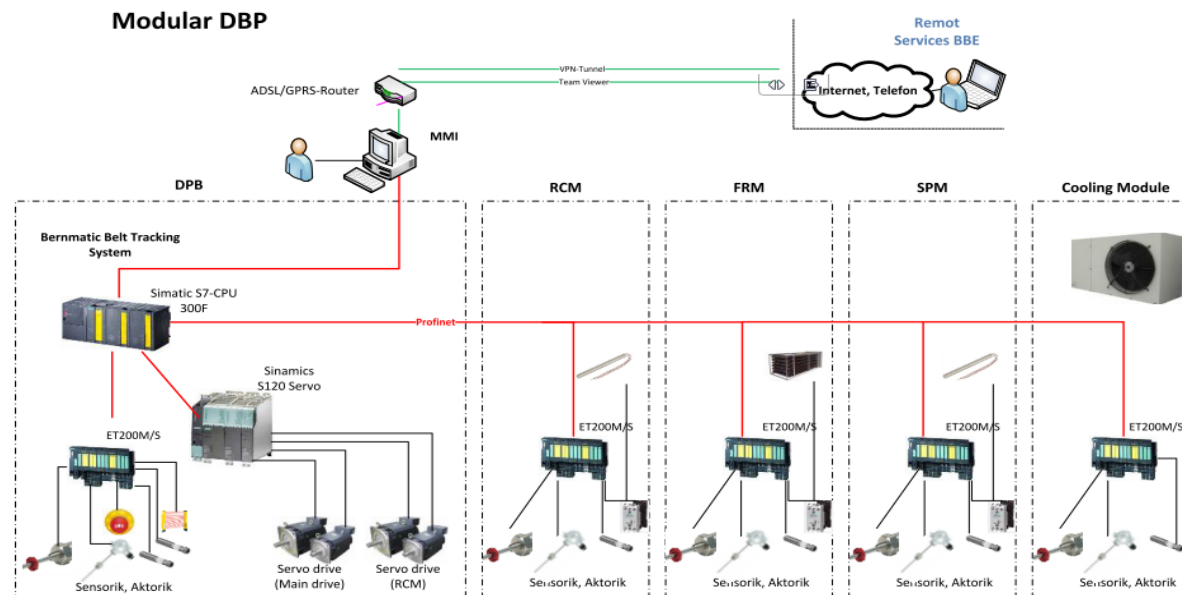 Modular DBP
Remot
Services BBE
VPN-Tunnel
Team Viewer
ADSL/GPRS-Router
Internet, Telefon
MMI
DPB
RCM
FRM
SPM
Cooling Module
Bernmatic Belt Tracking
System
Simatic S7-CPU
300F
Profinet
Sinamics
S120 Servo
ET200M/S
ET200M/S
ET200M/S
ET200M/S
ET200M/S
Servo drive
(Main drive)
Servo drive
(RCM)
Sensorik, Aktorik
Sensorik, Aktorik
Sensorik, Aktorik
Sensorik, Aktorik
Sensorik, Aktorik